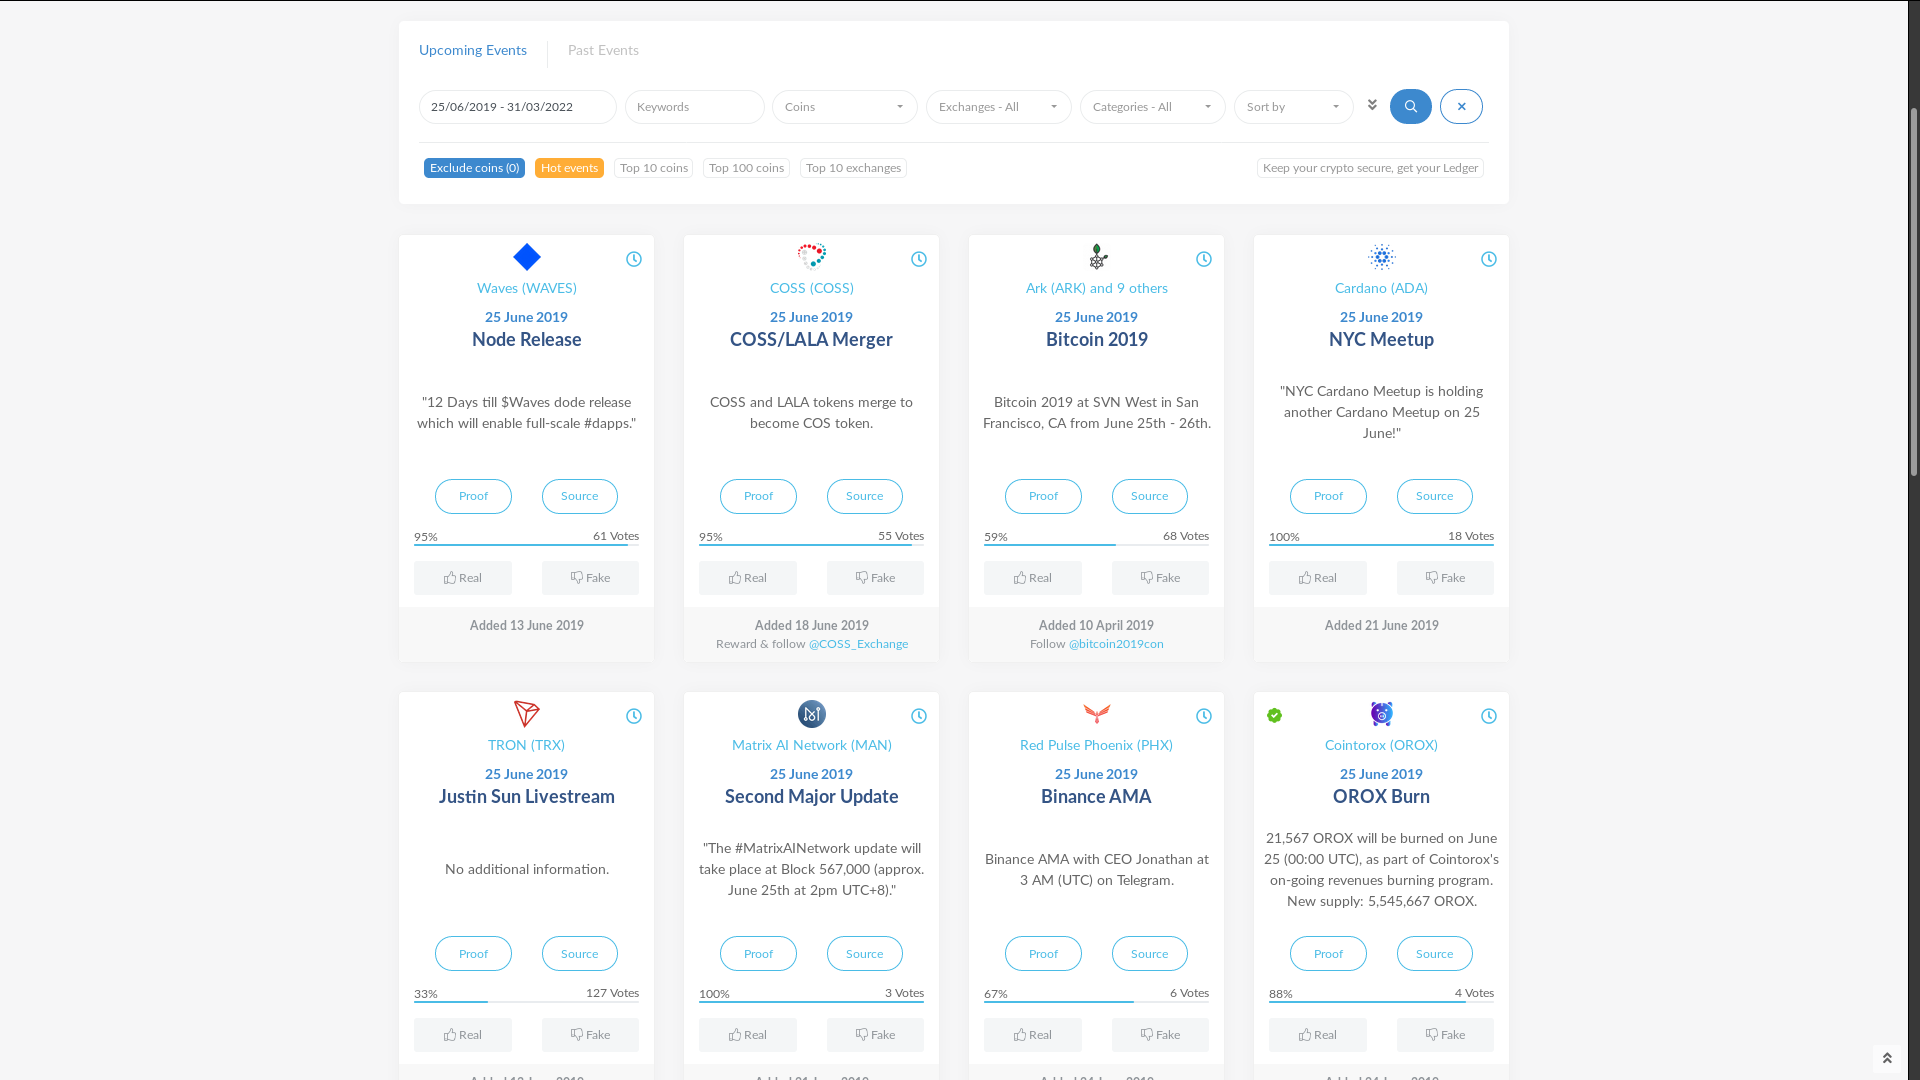 Upcoming Events
Past Events
25/06/2019 - 31/03/2022
Keywords
Coins
Exchanges - All
Categories - All
Sort by
Exclude coins (0)
Hot events
Top 10 coins
Top 100 coins
Top 10 exchanges
Keep your crypto secure, get your Ledger
Waves (WAVES)
25 June 2019
Node Release
"12 Days till $Waves dode release
which will enable full-scale #dapps."
Proof
Source
95%
61 Votes
Real
Fake
Added 13 June 2019
COSS (COSS)
25 June 2019
COSS/LALA Merger
COSS and LALA tokens merge to
become COS token.
Proof
Source
95%
55 Votes
Real
Fake
Added 18 June 2019
Reward & follow @COSS_Exchange
Ark (ARK) and 9 others
25 June 2019
Bitcoin 2019
Bitcoin 2019 at SVN West in San
Francisco, CA from June 25th - 26th.
Proof
Source
59%
68 Votes
Real
Fake
Added 10 April 2019
Follow @bitcoin2019con
Cardano (ADA)
25 June 2019
NYC Meetup
"NYC Cardano Meetup is holding
another Cardano Meetup on 25
June!"
Proof
Source
100%
18 Votes
Real
Fake
Added 21 June 2019
TRON (TRX)
25 June 2019
Justin Sun Livestream
No additional information.
Proof
Source
33%
127 Votes
Real
Fake
Matrix AI Network (MAN)
25 June 2019
Second Major Update
"The #MatrixAINetwork update will
take place at Block 567,000 (approx.
June 25th at 2pm UTC+8)."
Proof
Source
100%
3 Votes
Real
Fake
Red Pulse Phoenix (PHX)
25 June 2019
Binance AMA
Binance AMA with CEO Jonathan at
3 AM (UTC) on Telegram.
Proof
Source
67%
6 Votes
Real
Fake
Cointorox (OROX)
25 June 2019
OROX Burn
21,567 OROX will be burned on June
25 (00:00 UTC), as part of Cointorox's
on-going revenues burning program.
New supply: 5,545,667 OROX.
Proof
Source
88%
4 Votes
Real
Fake